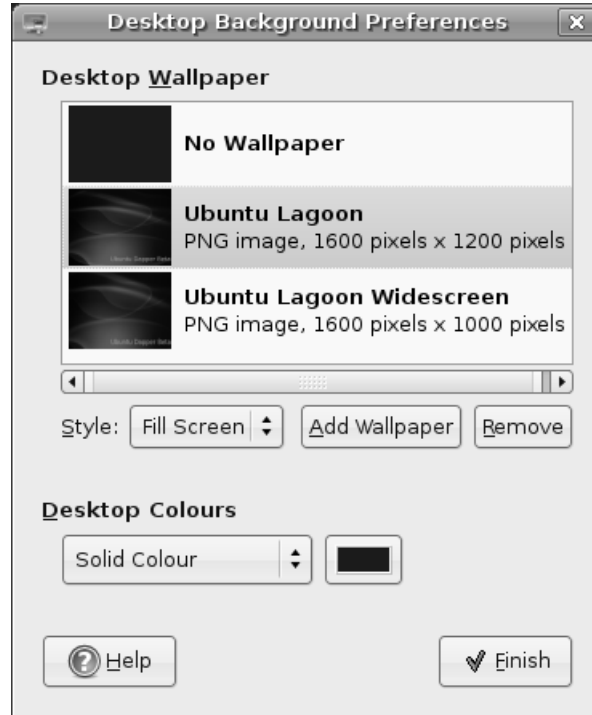 Desktop Background Preferences
Desktop Wallpaper
No Wallpaper
Ubuntu Lagoon
PNG image, 1600 pixels x 1200 pixels
Ubuntu Lagoon Widescreen
PNG image, 1600 pixels x 1000 pixels
Style: Fill Screen Add Wallpaper Remove
Desktop Colours
Solid Colour
Help Finish